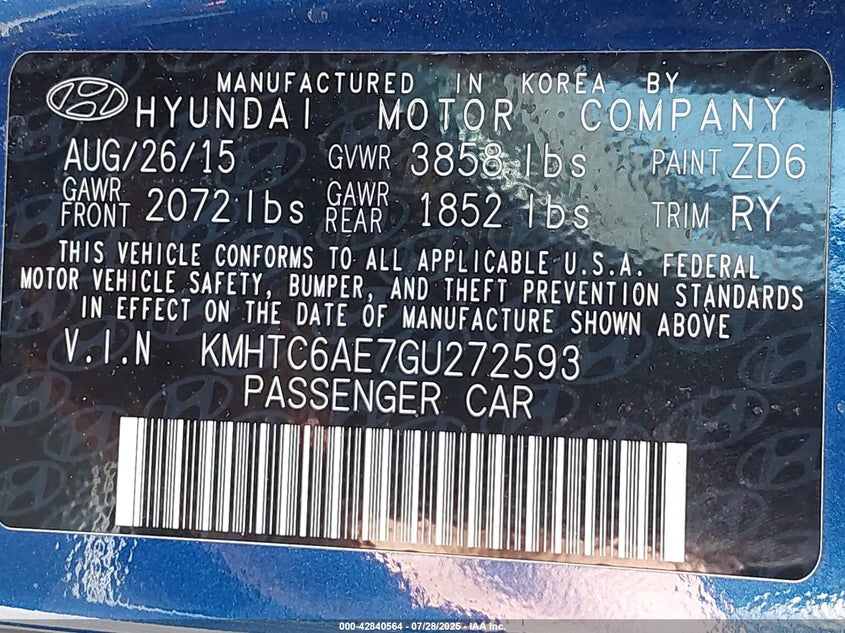 MANUFACTURED IN KOREA BY
HYUNDAI MOTOR COMPANY
AUG/26/15 GVWR 3858 lbs PAINT ZD6
GAWR FRONT 2072 lbs GAWR REAR 1852 lbs TRIM RY
THIS VEHICLE CONFORMS TO ALL APPLICABLE U.S.A. FEDERAL
MOTOR VEHICLE SAFETY, BUMPER, AND THEFT PREVENTION STANDARDS
IN EFFECT ON THE DATE OF MANUFACTURE SHOWN ABOVE
V.I.N KMHTC6AE7GU272593
PASSENGER CAR
000-42840564 - 07/28/2025 - IAA Inc.